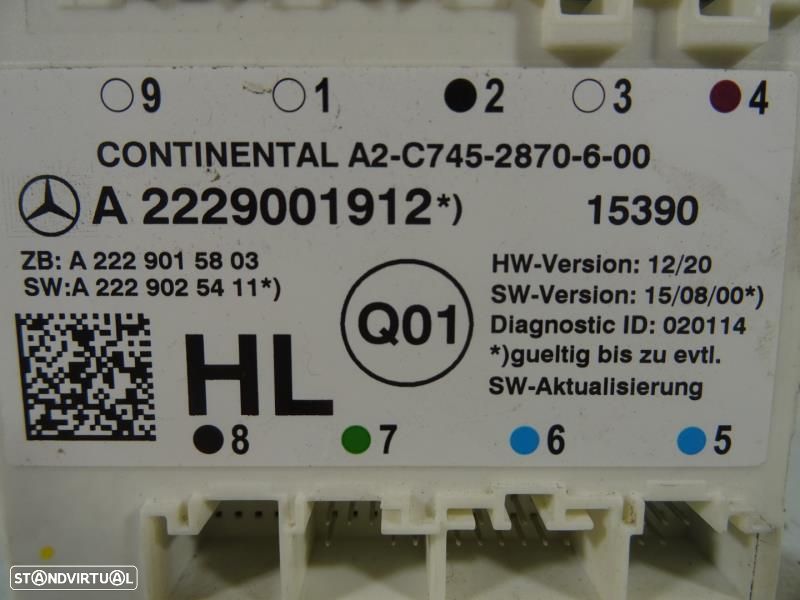 9 1 2 3 4
CONTINENTAL A2-C745-2870-6-00
A 2229001912*) 15390
ZB: A 222 901 58 03
SW:A 222 902 54 11*)
HL
Q01
HW-Version: 12/20
SW-Version: 15/08/00*)
Diagnostic ID: 020114
*)gueltig bis zu evtl.
SW-Aktualisierung
8 7 6 5
STANDVIRTUAL